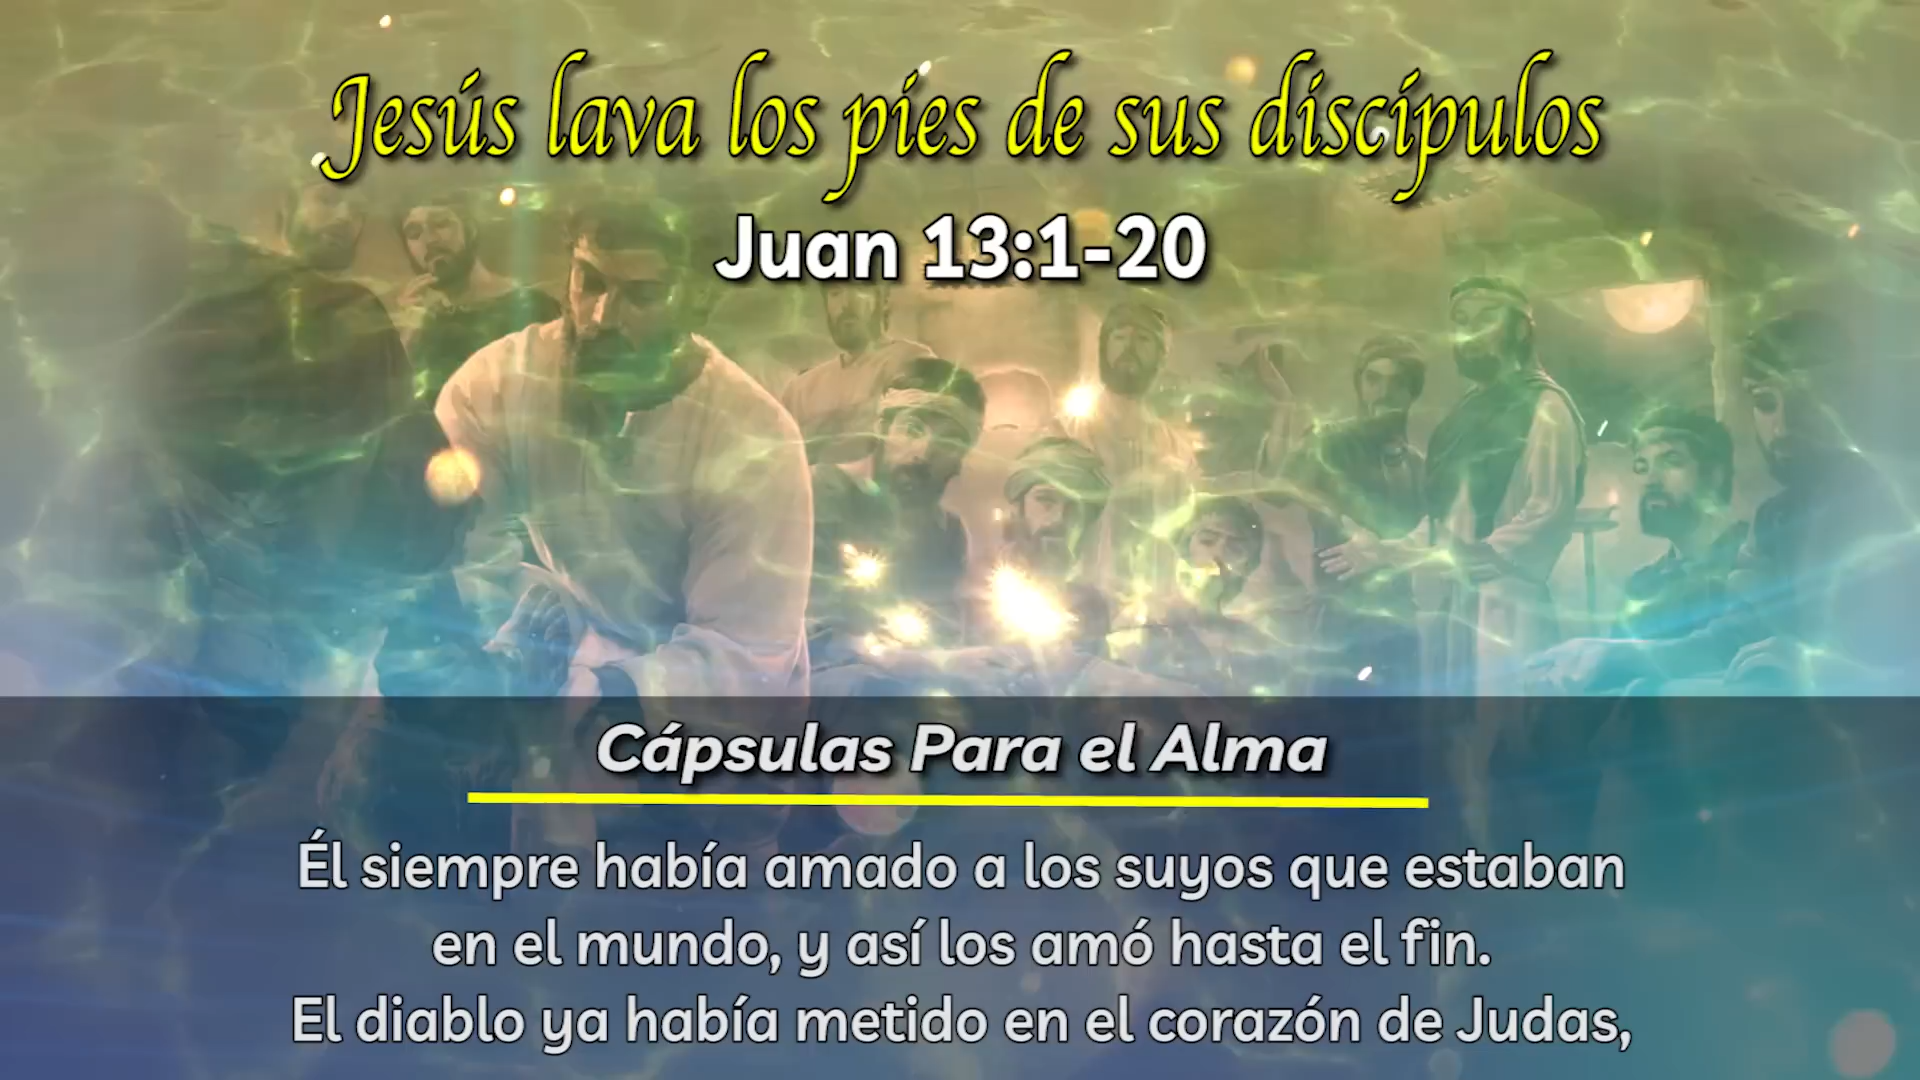 Jesús lava los pies de sus discípulos
Juan 13:1-20
Cápsulas Para el Alma
Él siempre había amado a los suyos que estaban
en el mundo, y así los amó hasta el fin.
El diablo ya había metido en el corazón de Judas,